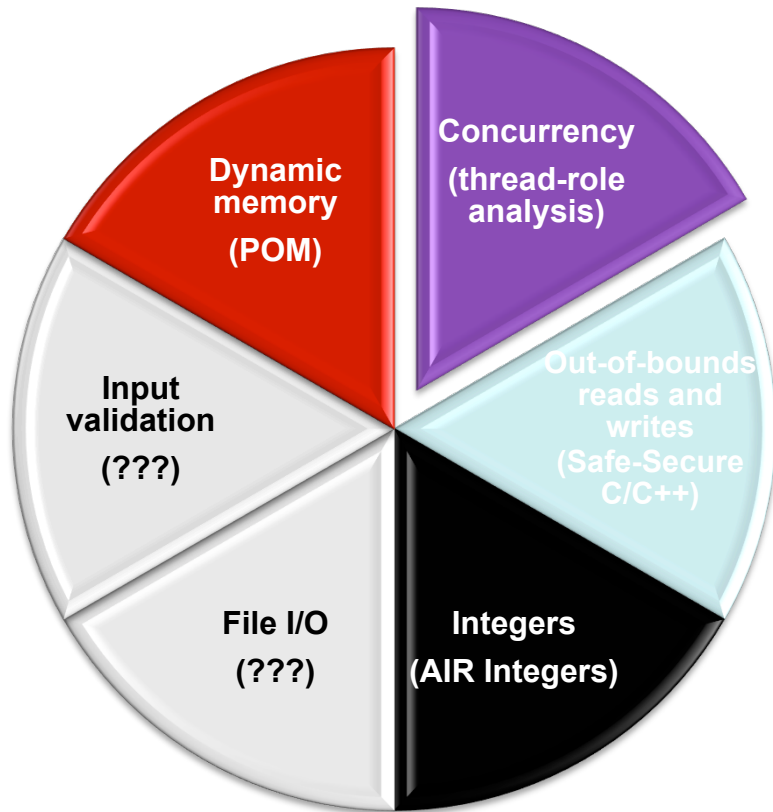 Concurrency
(thread-role
analysis)
Dynamic
memory
(POM)
Out-of-bounds
reads and
writes
(Safe-Secure
C/C++)
Input
validation
(???)
File I/O
(???)
Integers
(AIR Integers)